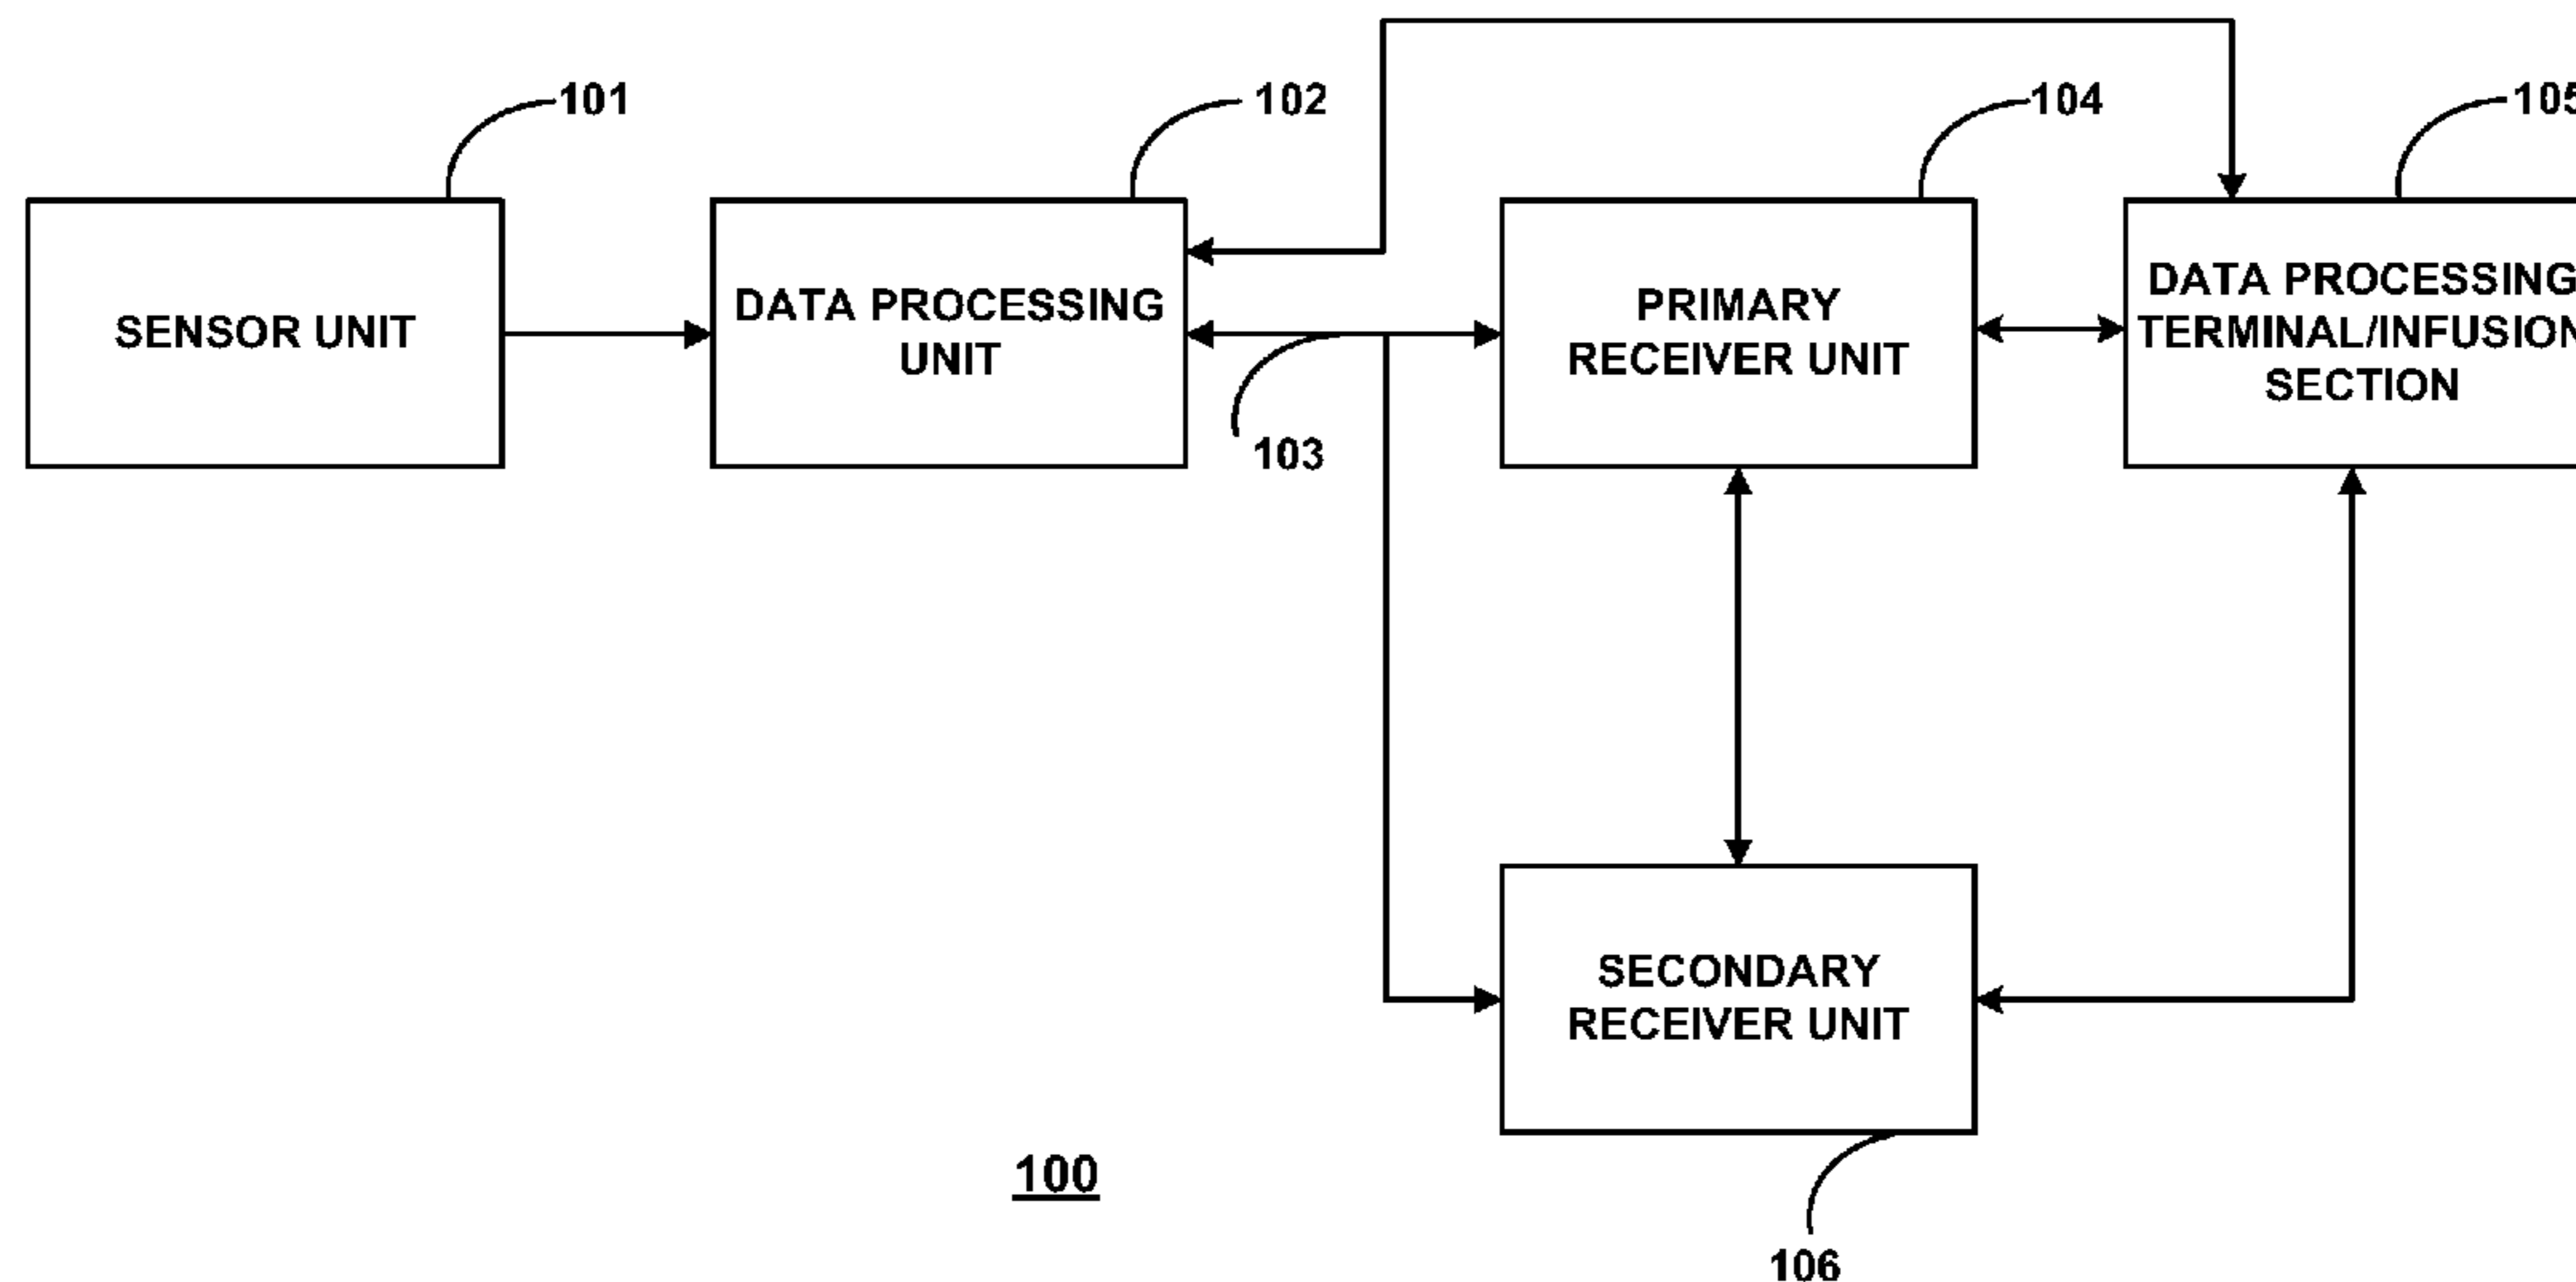 101
102
104
105
SENSOR UNIT
DATA PROCESSING
UNIT
PRIMARY
RECEIVER UNIT
DATA PROCESSING
TERMINAL/INFUSION
SECTION
103
SECONDARY
RECEIVER UNIT
100
106